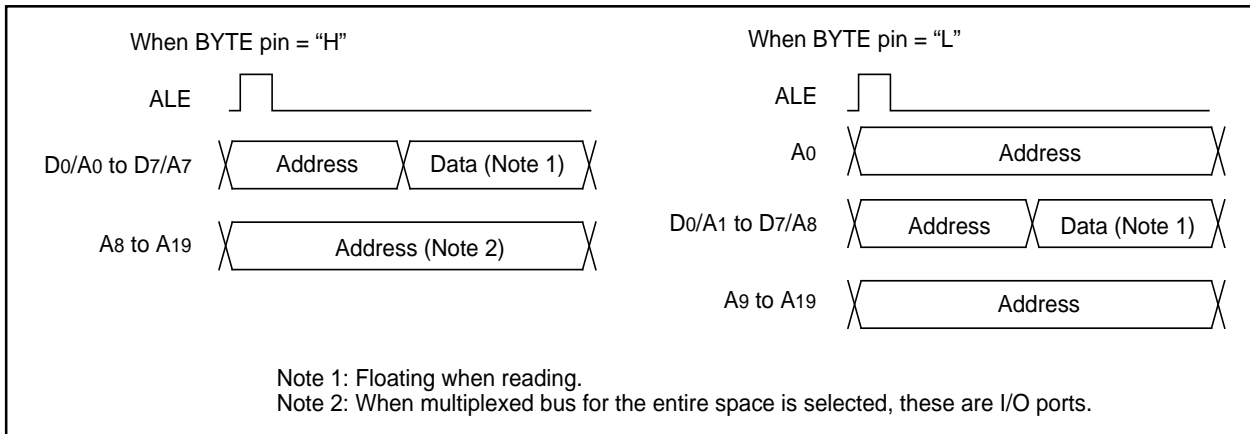 When BYTE pin = “H”
ALE
D0/A0 to D7/A7
Address
Data (Note 1)
A8 to A19
Address (Note 2)
When BYTE pin = “L”
ALE
A0
Address
D0/A1 to D7/A8
Address
Data (Note 1)
A9 to A19
Address
Note 1: Floating when reading.
Note 2: When multiplexed bus for the entire space is selected, these are I/O ports.